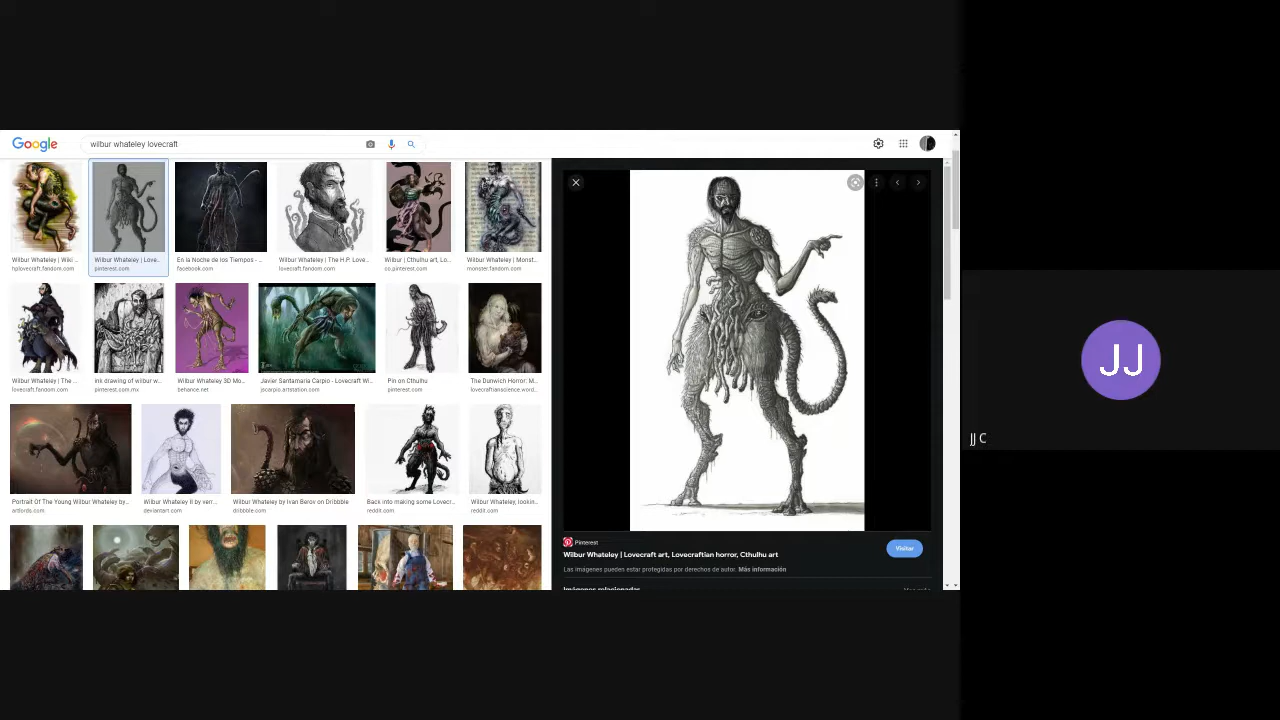 Google
wilbur whateley lovecraft
Wilbur Whateley | Wiki ...
hplovecraft.fandom.com
Wilbur Whateley | Love...
pinterest.com
En la Noche de los Tiempos - ...
facebook.com
Wilbur Whateley | The H.P. Love...
lovecraft.fandom.com
Wilbur | Cthulhu art, Lo...
co.pinterest.com
Wilbur Whateley | Monst...
monster.fandom.com
Wilbur Whateley | The ...
lovecraft.fandom.com
ink drawing of wilbur w...
pinterest.com.mx
Wilbur Whateley 3D Mo...
behance.net
Javier Santamarie Carpio - Lovecraft Wi...
jscarpio.artstation.com
Pin on Cthulhu
pinterest.com
The Dunwich Horror: M...
lovecraftianscience.word...
Portrait Of The Young Wilbur Whateley by...
artlords.com
Wilbur Whateley II by verr...
deviantart.com
Wilbur Whateley by Ivan Berov on Dribbble
dribbble.com
Back into making some Lovecr...
reddit.com
Wilbur Whateley, lookin...
reddit.com
Pinterest
Wilbur Whateley | Lovecraft art, Lovecraftian horror, Cthulhu art
Visitar
Las imágenes pueden estar protegidas por derechos de autor. Más información
Imágenes relacionadas
Ver más
JJ
JJ C